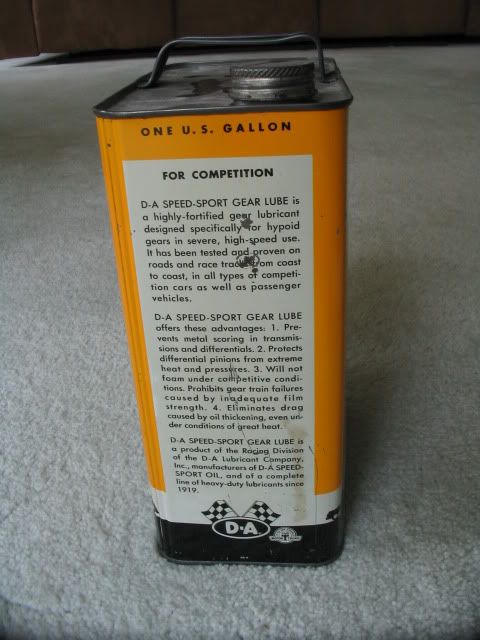 ONE U.S. GALLON
FOR COMPETITION
D-A SPEED-SPORT GEAR LUBE is
a highly-fortified gear lubricant
designed specifically for hypoid
gears in severe, high-speed use.
It has been tested and proven on
roads and race tracks from coast
to coast, in all types of competi-
tion cars as well as passenger
vehicles.
D-A SPEED-SPORT GEAR LUBE
offers these advantages: 1. Pre-
vents metal scoring in transmis-
sions and differentials. 2. Protects
differential pinions from extreme
heat and pressures. 3. Will not
foam under competitive condi-
tions. Prohibits gear train failures
caused by inadequate film
strength. 4. Eliminates drag
caused by oil thickening, even un-
der conditions of great heat.
D-A SPEED-SPORT GEAR LUBE is
a product of the Racing Division
of the D-A Lubricant Company,
Inc., manufacturers of D-A SPEED-
SPORT OIL, and of a complete
line of heavy-duty lubricants since
1919.
D-A